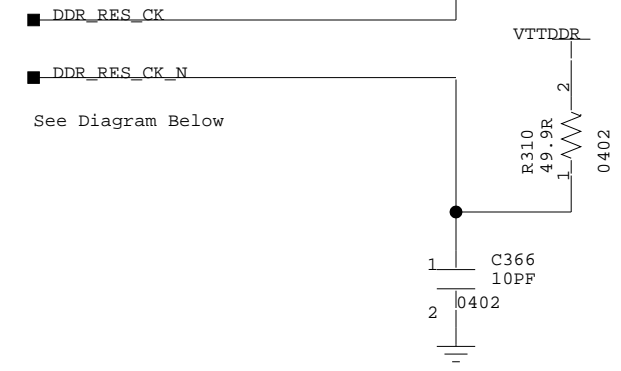 DDR_RES_CK
VTTDDR
DDR_RES_CK_N
See Diagram Below
2
R310
49.9R
0402
1
1
C366
10PF
0402
2